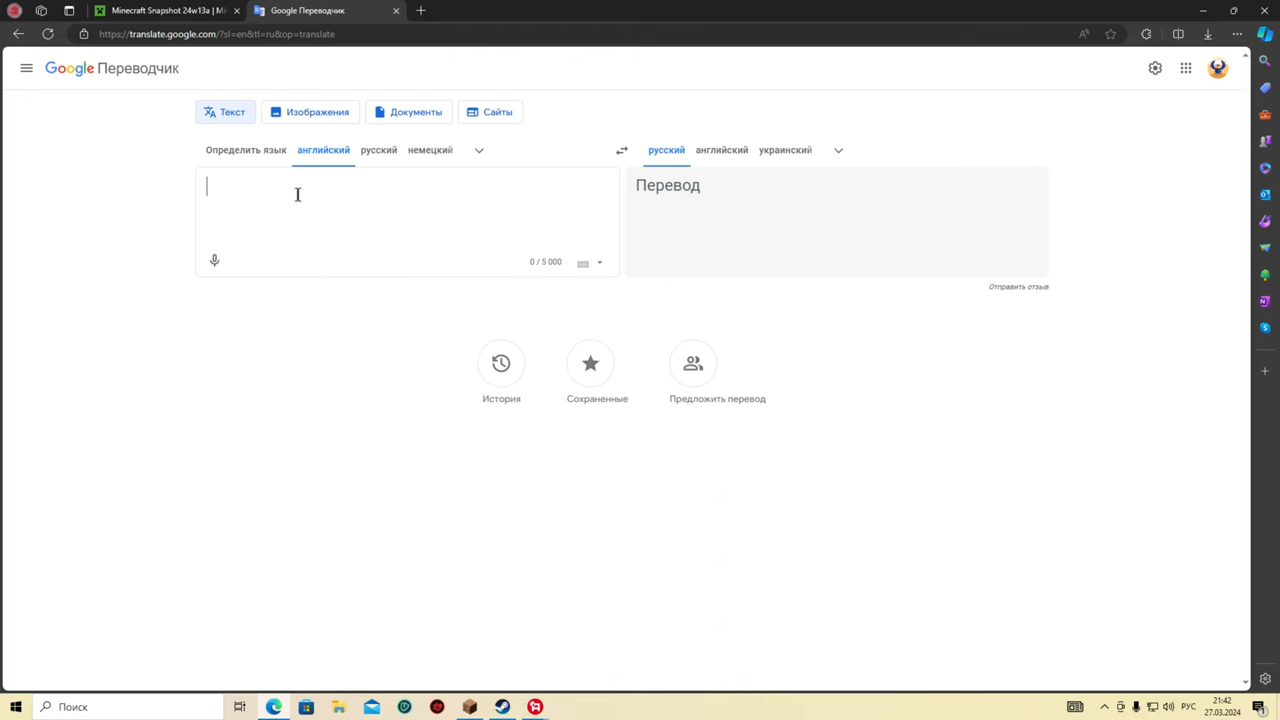 Minecraft Snapshot 24w13a | Mi
Google Переводчик
https://translate.google.com/?sl=en&tl=ru&op=translate
Google Переводчик
Текст
Изображения
Документы
Сайты
Определить язык
английский
русский
немецкий
русский
английский
украинский
Перевод
0 / 5 000
Отправить отзыв
История
Сохраненные
Предложить перевод
Поиск
РУС
21:42
27.03.2024